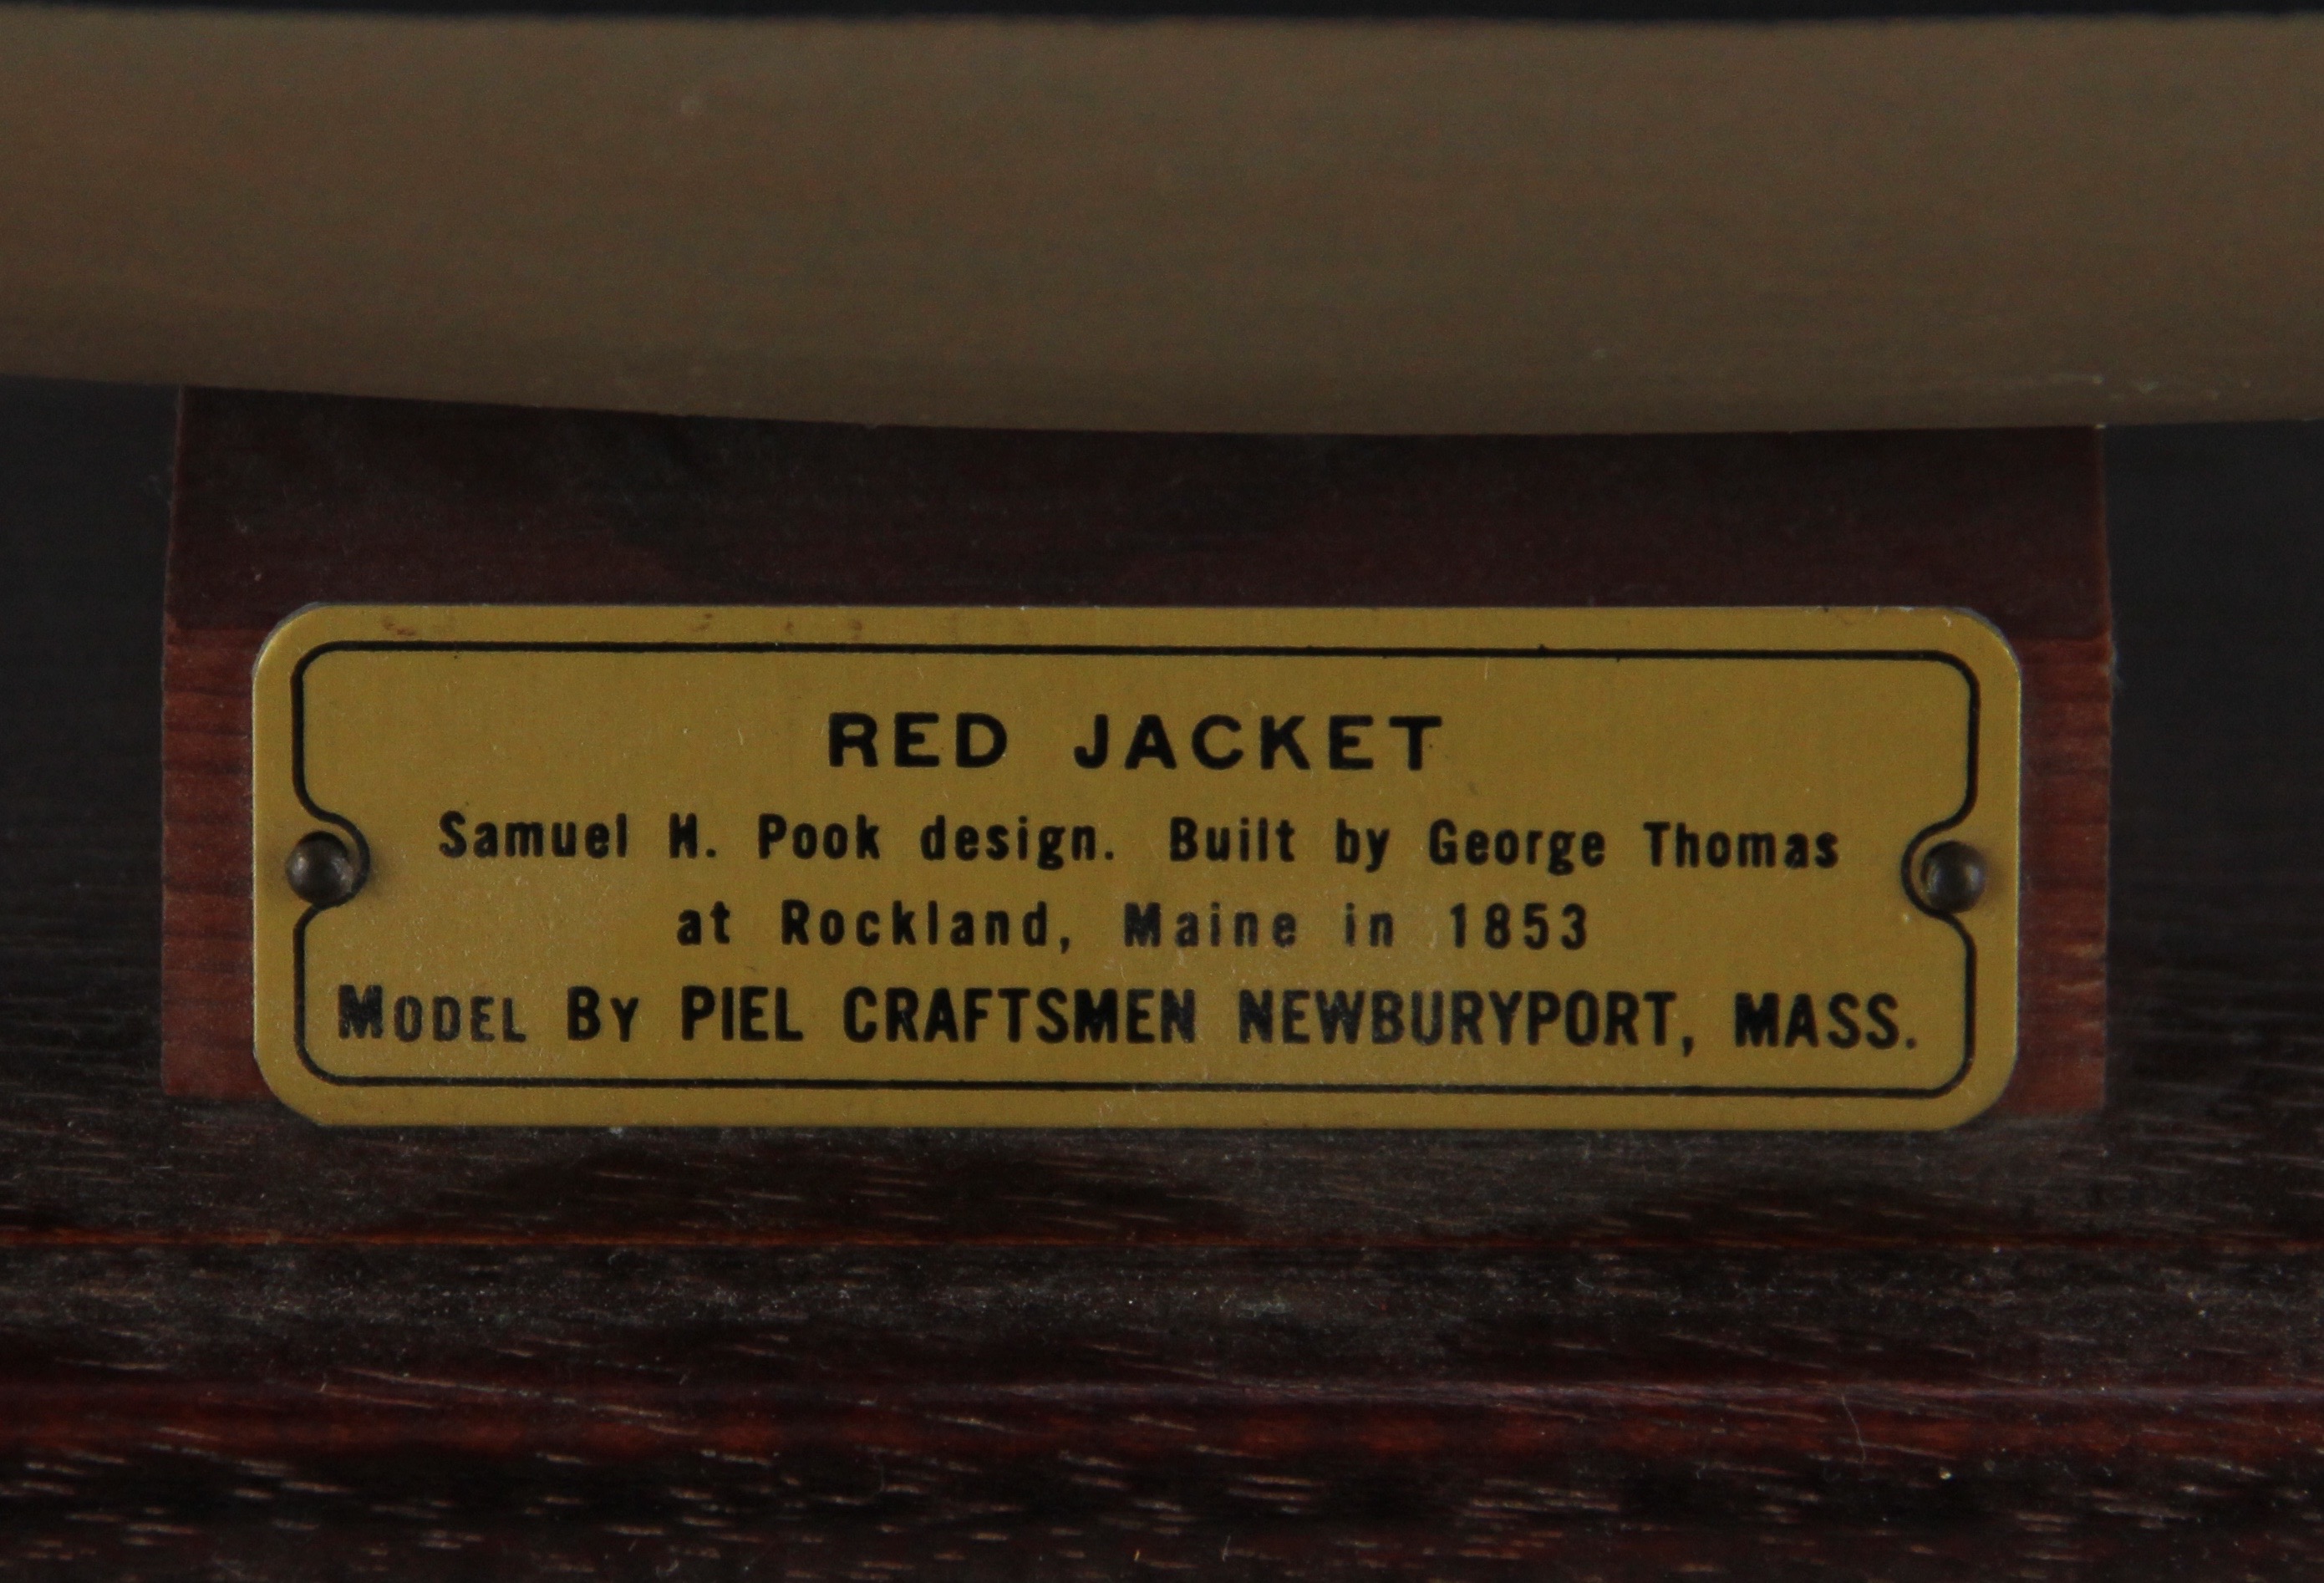 RED JACKET
Samuel H. Pook design. Built by George Thomas
at Rockland, Maine in 1853
MODEL BY PIEL CRAFTSMEN NEWBURYPORT, MASS.